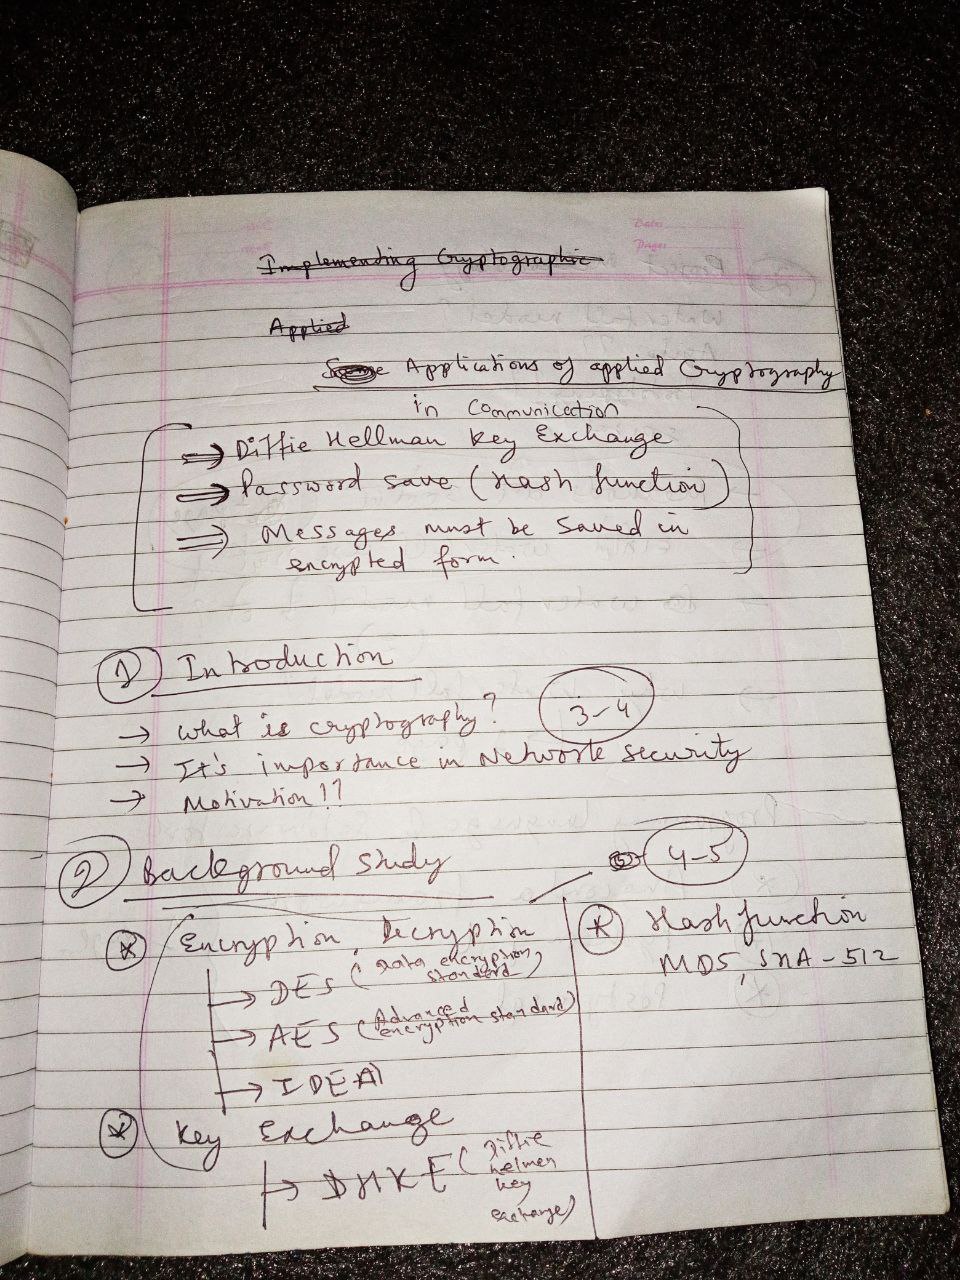 Date:
Page:
Implementing Cryptographic
Applied
Some Applications of applied Cryptography
in Communication
⇒ Diffie Hellman Key Exchange
⇒ Password save (Hash function)
⇒ Messages must be saved in
encrypted form.
1 Introduction
→ What is cryptography?
3-4
→ It's importance in Network security
→ Motivation !?
2 Background Study
4-5
* Encryption, Decryption
→ DES (data encryption
standard)
→ AES (Advanced
encryption standard)
→ IDEA
* Key Exchange
→ DHKE (Diffie
helmen
key
exchange)
* Hash function
MD5, SHA-512